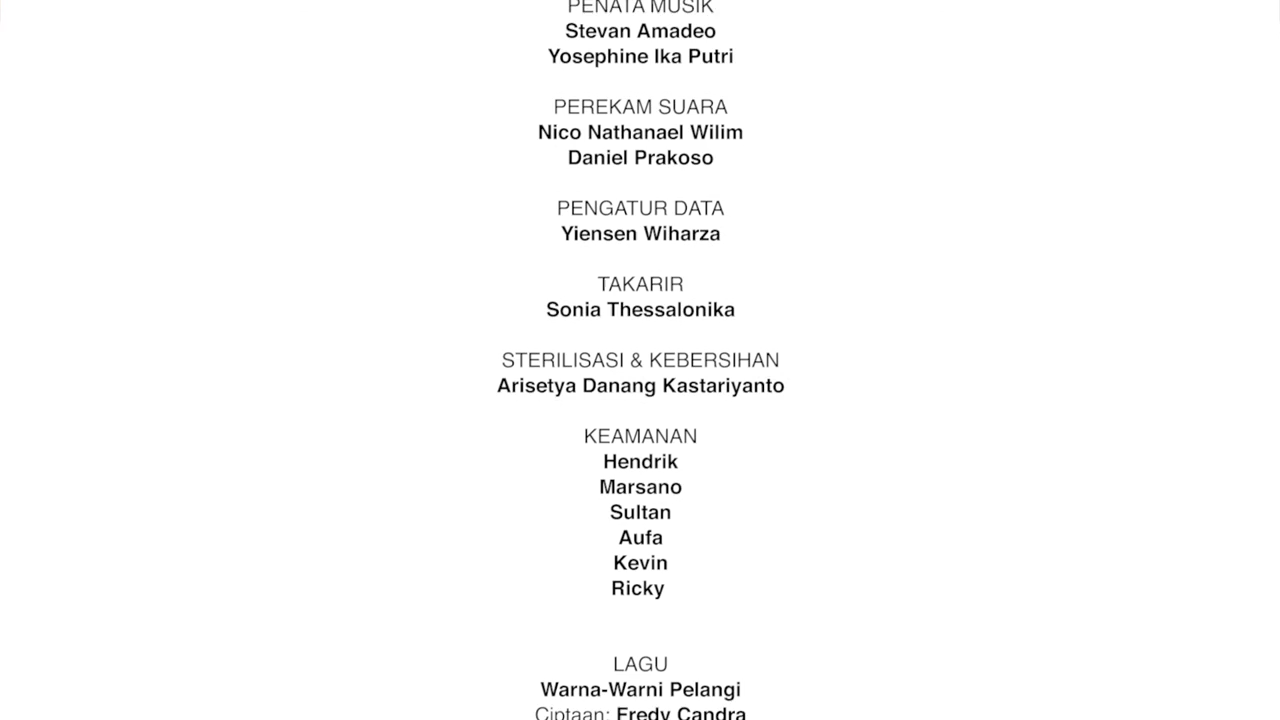 PENATA MUSIK
Stevan Amadeo
Yosephine Ika Putri
PEREKAM SUARA
Nico Nathanael Wilim
Daniel Prakoso
PENGATUR DATA
Yiensen Wiharza
TAKARIR
Sonia Thessalonika
STERILISASI & KEBERSIHAN
Arisetya Danang Kastariyanto
KEAMANAN
Hendrik
Marsano
Sultan
Aufa
Kevin
Ricky
LAGU
Warna-Warni Pelangi
Ciptaan: Fredy Candra